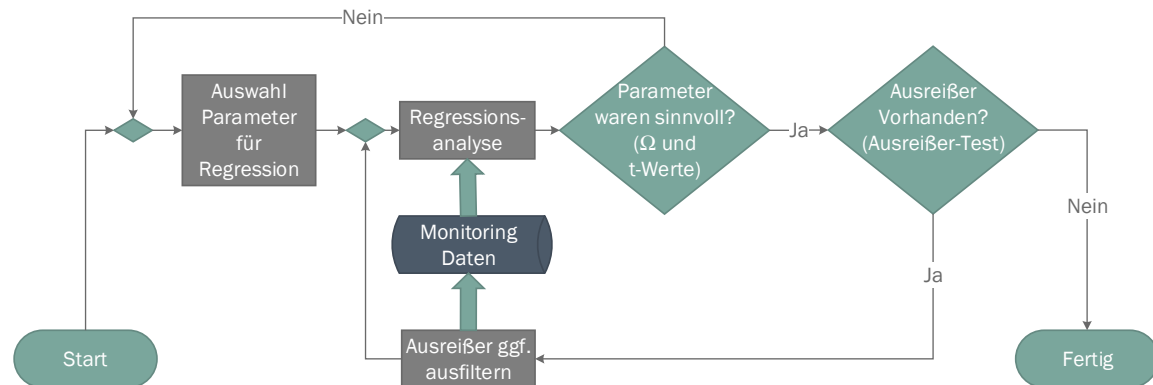 Nein
Auswahl
Parameter
für
Regression
Regressions-
analyse
Parameter
waren sinnvoll?
(Ω und
t-Werte)
Ja
Ausreißer
Vorhanden?
(Ausreißer-Test)
Nein
Monitoring
Daten
Ja
Start
Ausreißer ggf.
ausfiltern
Fertig